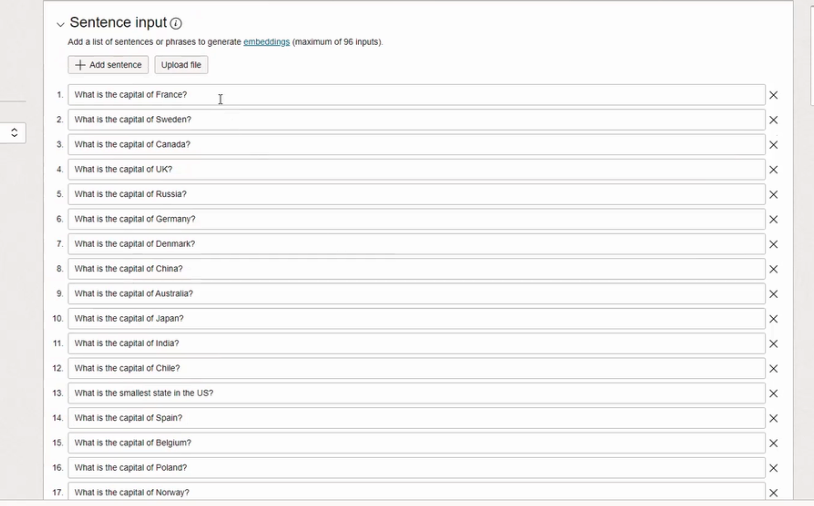 Sentence input
Add a list of sentences or phrases to generate embeddings (maximum of 96 inputs).
+ Add sentence Upload file
1. What is the capital of France?
2. What is the capital of Sweden?
3. What is the capital of Canada?
4. What is the capital of UK?
5. What is the capital of Russia?
6. What is the capital of Germany?
7. What is the capital of Denmark?
8. What is the capital of China?
9. What is the capital of Australia?
10. What is the capital of Japan?
11. What is the capital of India?
12. What is the capital of Chile?
13. What is the smallest state in the US?
14. What is the capital of Spain?
15. What is the capital of Belgium?
16. What is the capital of Poland?
17. What is the capital of Norway?